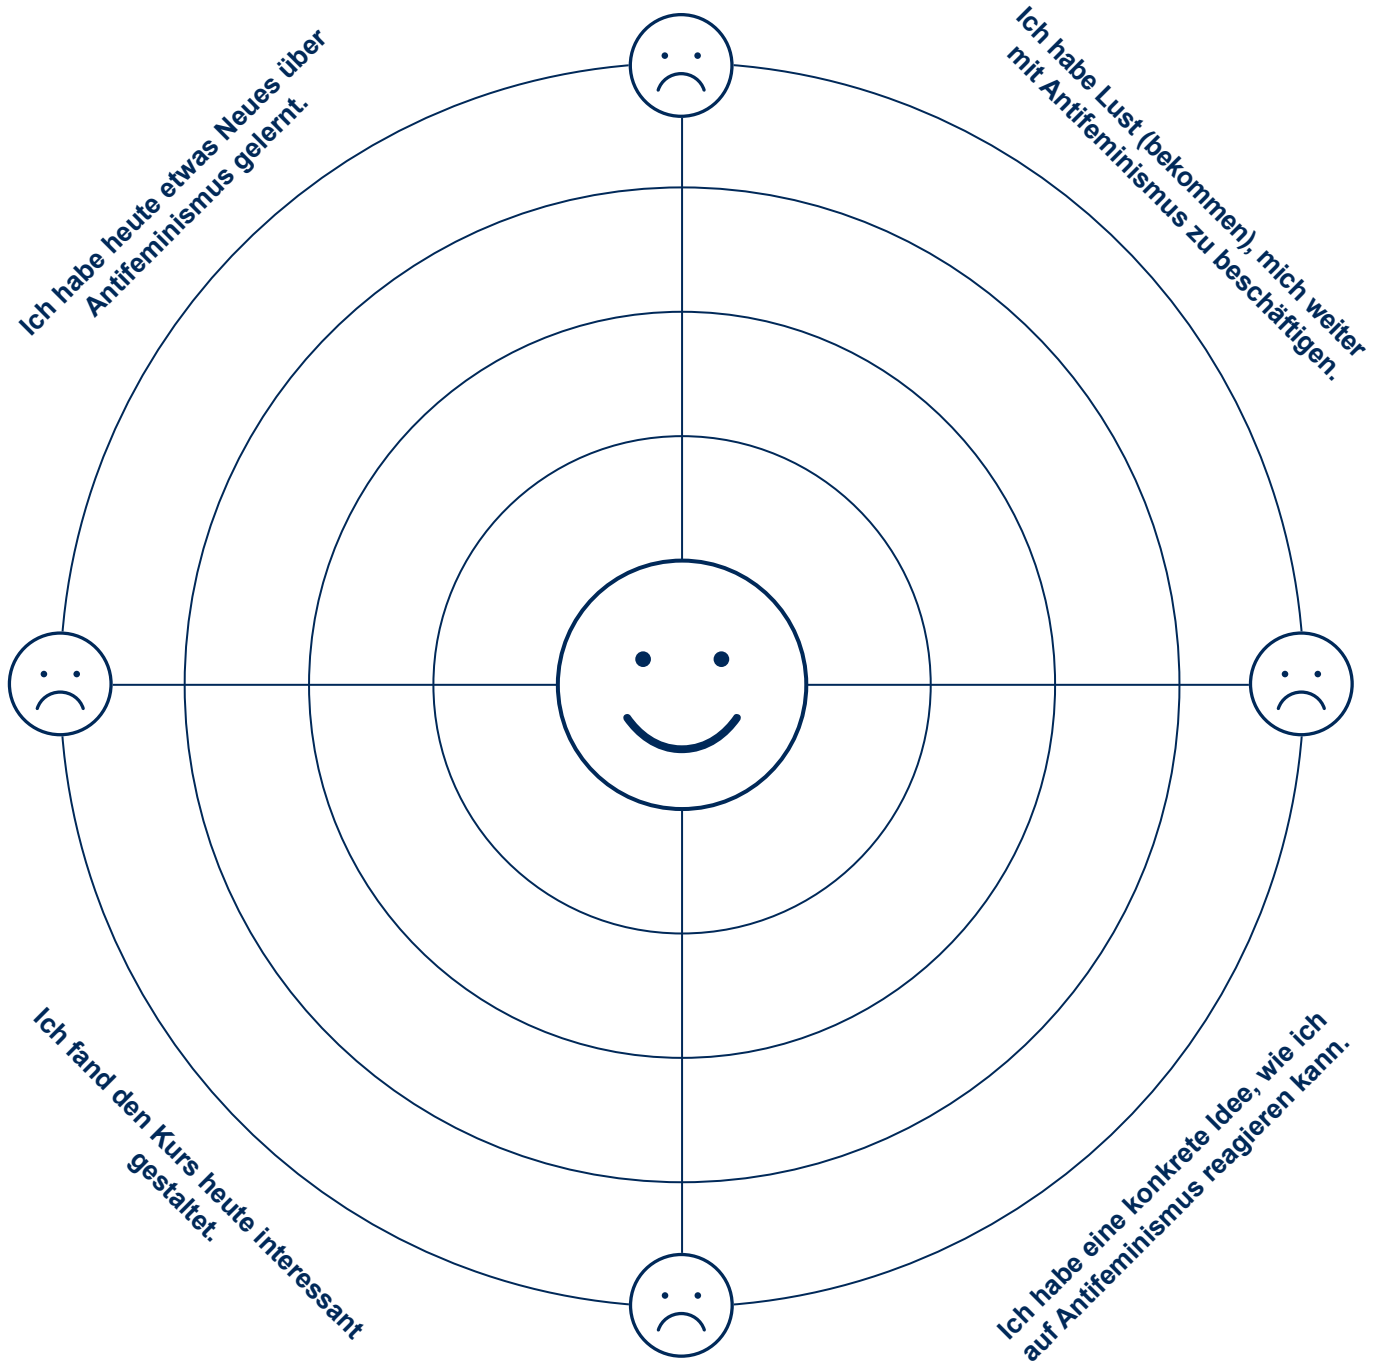 Ich habe heute etwas Neues über
Antifeminismus gelernt.
Ich habe Lust (bekommen), mich weiter
mit Antifeminismus zu beschäftigen.
Ich fand den Kurs heute interessant
gestaltet.
Ich habe eine konkrete Idee, wie ich
auf Antifeminismus reagieren kann.